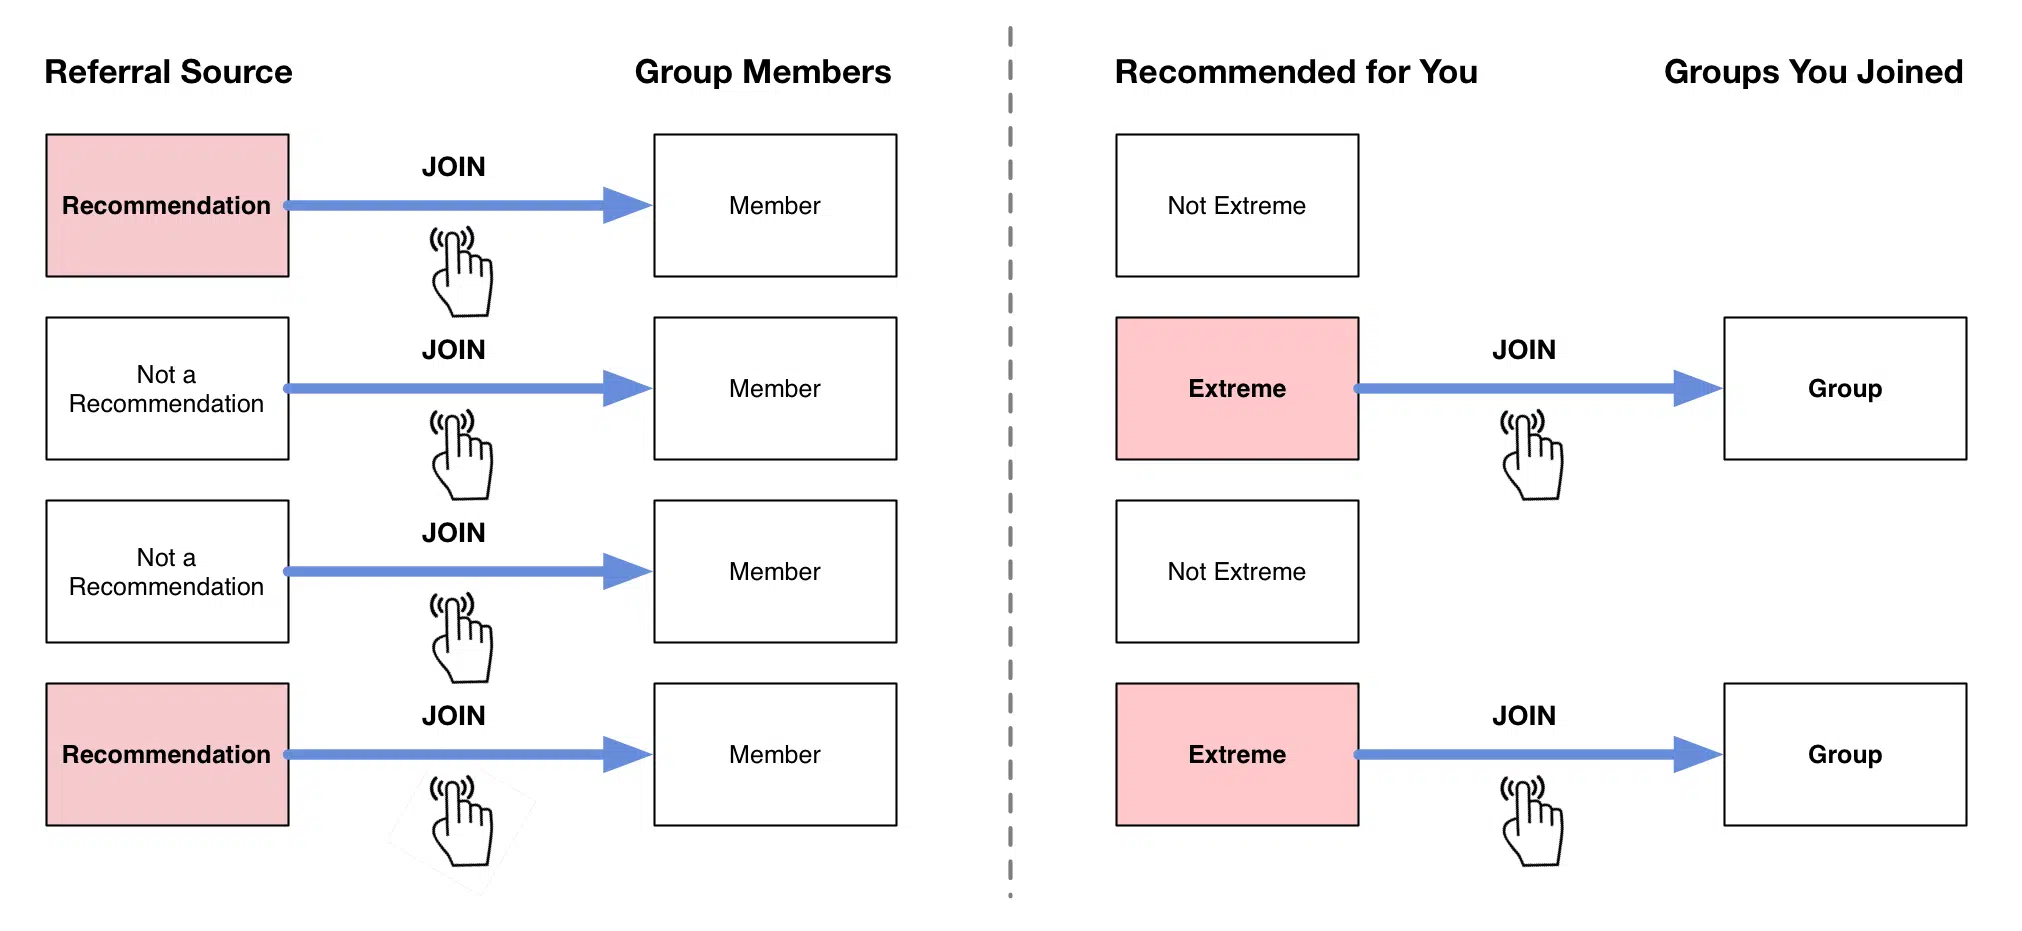 Referral Source
Group Members
Recommended for You
Groups You Joined
Recommendation
JOIN
Member
Not Extreme
Not a
Recommendation
JOIN
Member
Extreme
JOIN
Group
Not a
Recommendation
JOIN
Member
Not Extreme
Recommendation
JOIN
Member
Extreme
JOIN
Group